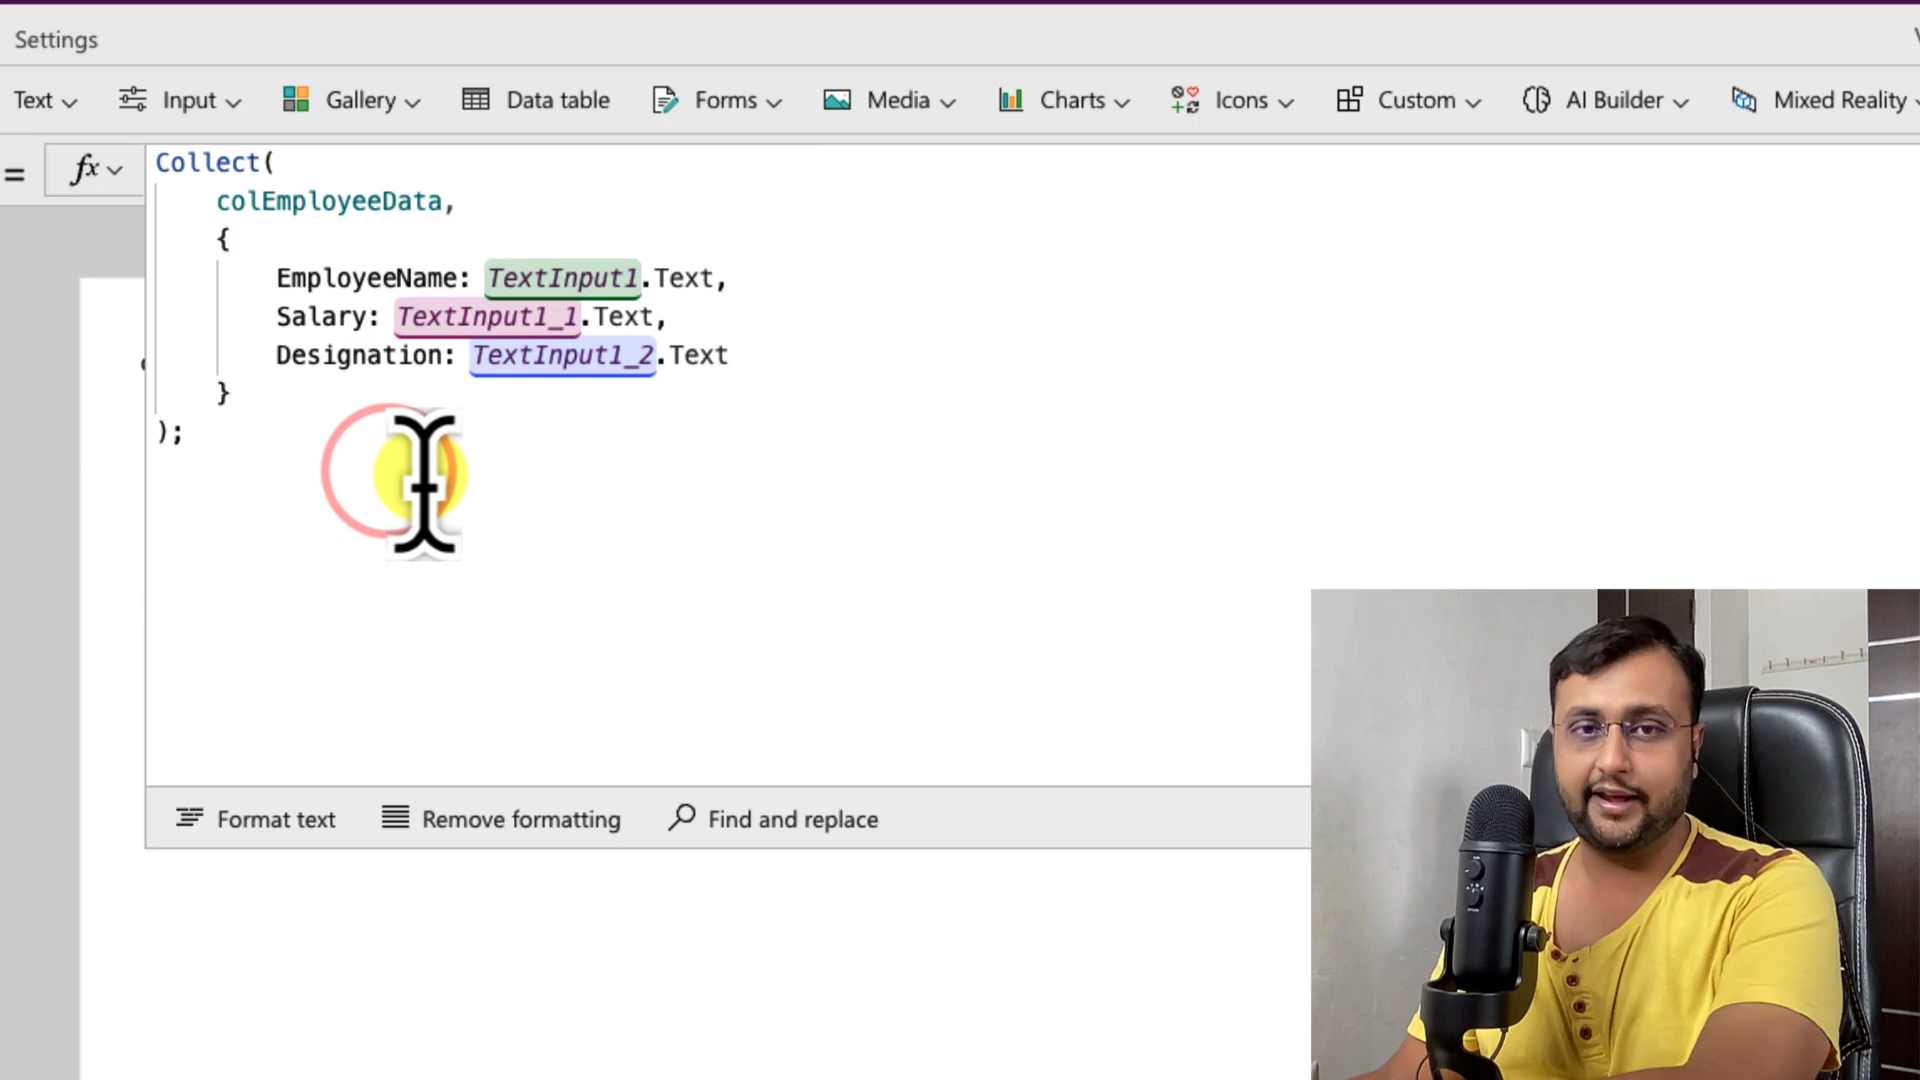 Settings
Text Input Gallery Data table Forms Media Charts Icons Custom AI Builder Mixed Reality
= fx
Collect(
colEmployeeData,
{
EmployeeName: TextInput1.Text,
Salary: TextInput1_1.Text,
Designation: TextInput1_2.Text
}
);
Format text Remove formatting Find and replace